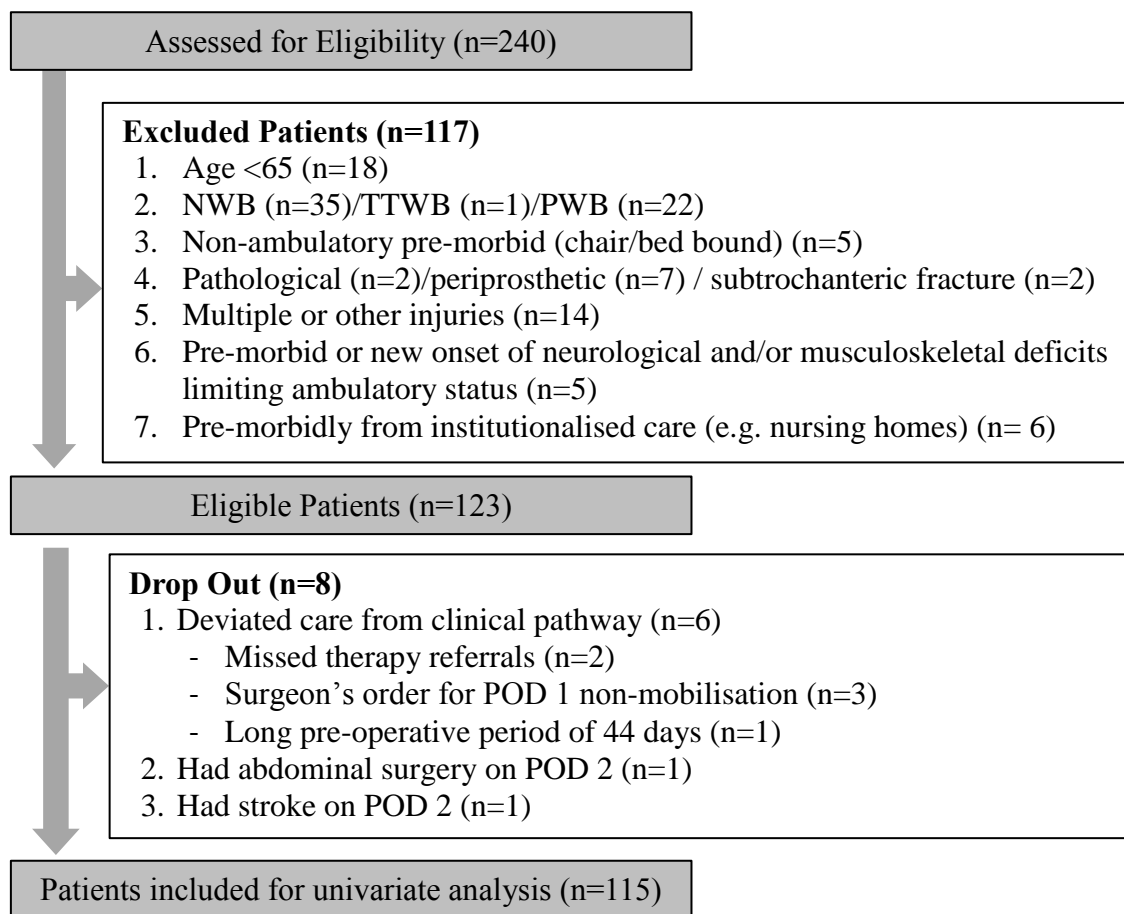 Assessed for Eligibility (n=240)
Excluded Patients (n=117)
1. Age <65 (n=18)
2. NWB (n=35)/TTWB (n=1)/PWB (n=22)
3. Non-ambulatory pre-morbid (chair/bed bound) (n=5)
4. Pathological (n=2)/periprosthetic (n=7) / subtrochanteric fracture (n=2)
5. Multiple or other injuries (n=14)
6. Pre-morbid or new onset of neurological and/or musculoskeletal deficits
limiting ambulatory status (n=5)
7. Pre-morbidly from institutionalised care (e.g. nursing homes) (n= 6)
Eligible Patients (n=123)
Drop Out (n=8)
1. Deviated care from clinical pathway (n=6)
- Missed therapy referrals (n=2)
- Surgeon’s order for POD 1 non-mobilisation (n=3)
- Long pre-operative period of 44 days (n=1)
2. Had abdominal surgery on POD 2 (n=1)
3. Had stroke on POD 2 (n=1)
Patients included for univariate analysis (n=115)